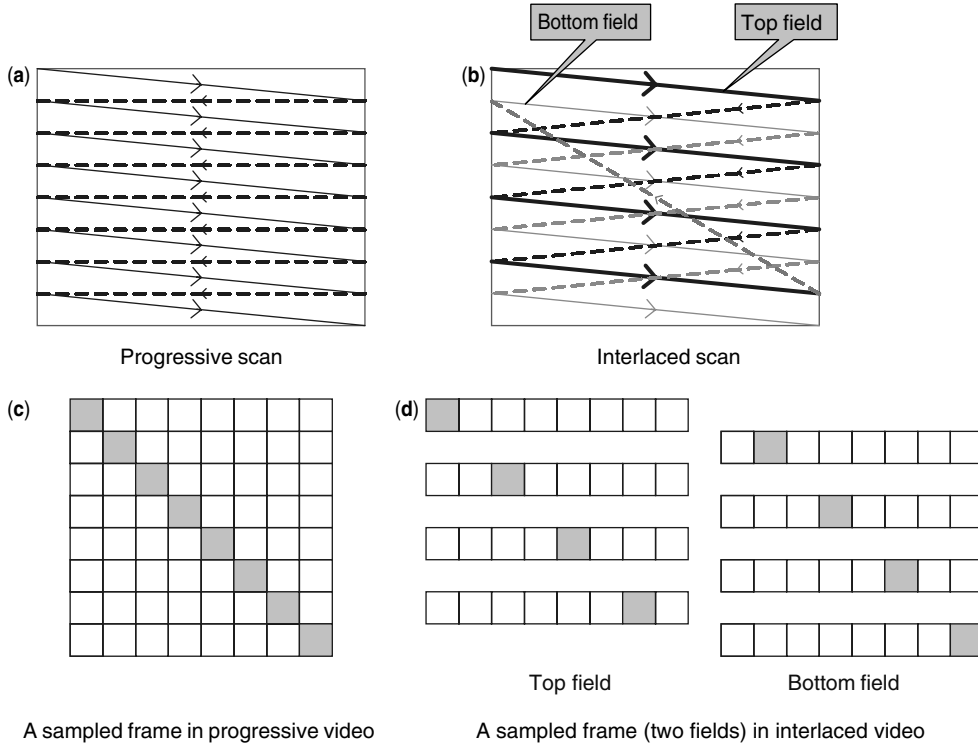 Bottom field
Top field
(a)
(b)
Progressive scan
Interlaced scan
(c)
(d)
Top field
Bottom field
A sampled frame in progressive video
A sampled frame (two fields) in interlaced video